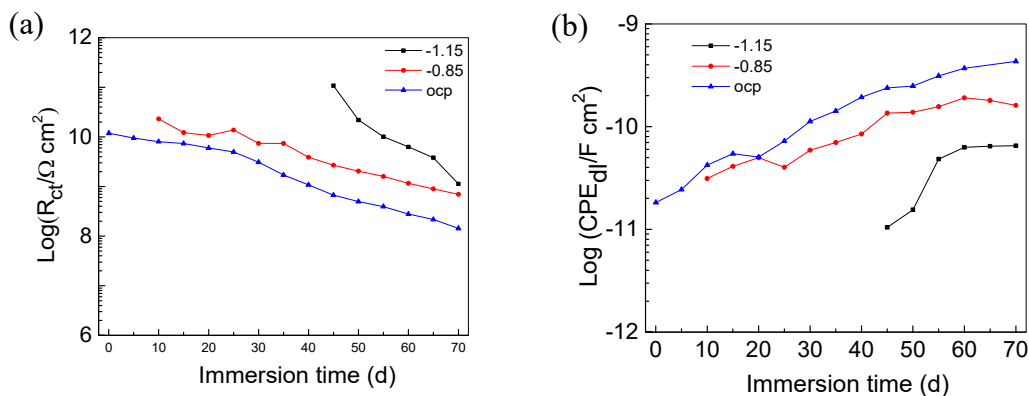 (a)
12
10
8
6
Log(R_ct/Ω cm²)
-1.15
-0.85
ocp
0 10 20 30 40 50 60 70
Immersion time (d)
(b)
-9
-10
-11
-12
Log (CPE_dl/F cm²)
-1.15
-0.85
ocp
0 10 20 30 40 50 60 70
Immersion time (d)